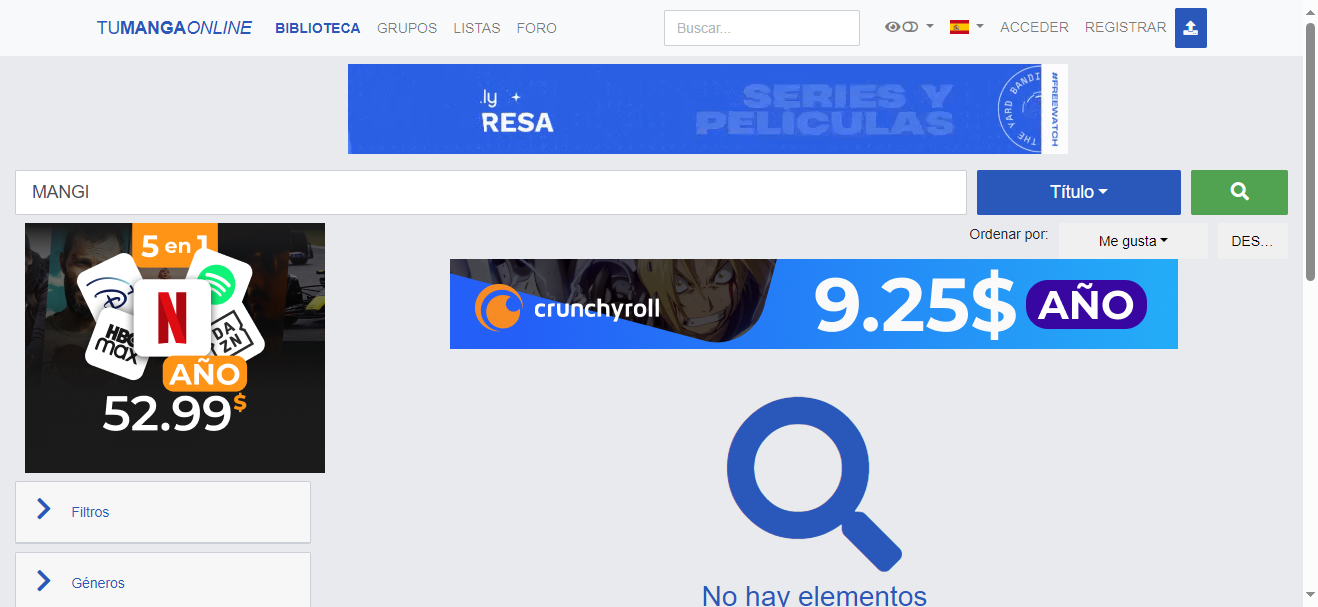 TUMANGAONLINE BIBLIOTECA GRUPOS LISTAS FORO Buscar... ACCEDER REGISTRAR
.ly
RESA
SERIES Y
PELÍCULAS
THE YARD BANDI
#FREEWATCH
MANGI
Título
Ordenar por: Me gusta DES...
5 en 1
HBO
max
N
DA
ZN
AÑO
52.99$
crunchyroll
9.25$ AÑO
Filtros
Géneros
No hay elementos